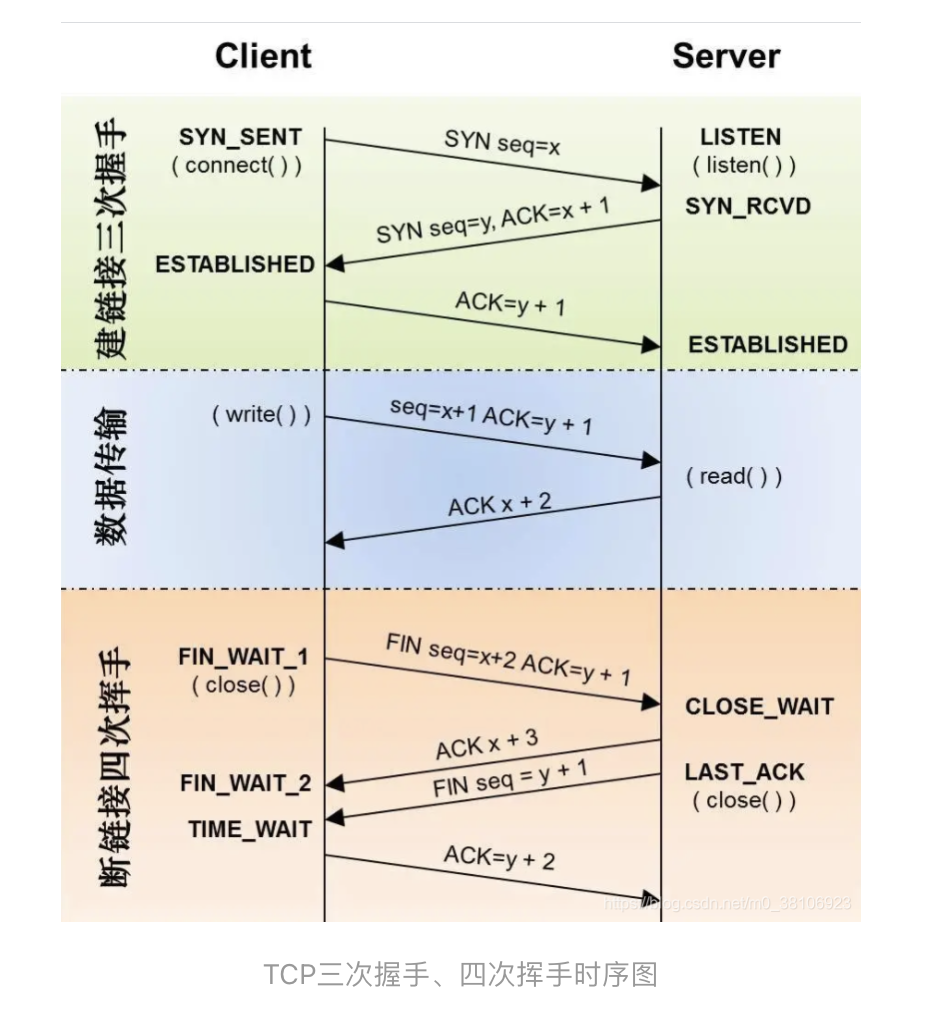 Client
Server
建链接三次握手
SYN_SENT
( connect( ) )
SYN seq=x
LISTEN
( listen( ) )
SYN_RCVD
SYN seq=y, ACK=x + 1
ESTABLISHED
ACK=y + 1
ESTABLISHED
数据传输
( write( ) )
seq=x+1 ACK=y + 1
( read( ) )
ACK x + 2
断链接四次挥手
FIN_WAIT_1
( close( ) )
FIN seq=x+2 ACK=y + 1
CLOSE_WAIT
ACK x + 3
FIN_WAIT_2
FIN seq = y + 1
LAST_ACK
( close( ) )
TIME_WAIT
ACK=y + 2
https://blog.csdn.net/m0_38106923
TCP三次握手、四次挥手时序图